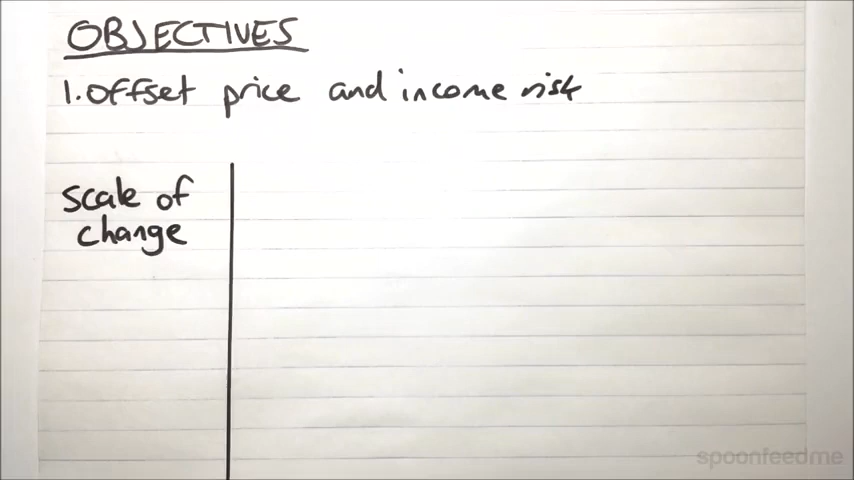 OBJECTIVES
1. Offset price and income risk
scale of
change
spoonfeedme